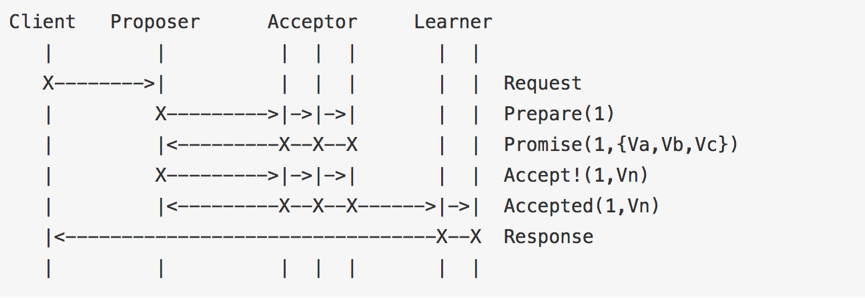 Client   Proposer      Acceptor     Learner
   |         |          |  |  |       |  |
   X-------->|          |  |  |       |  |  Request
   |         X--------->|->|->|       |  |  Prepare(1)
   |         |<---------X--X--X       |  |  Promise(1,{Va,Vb,Vc})
   |         X--------->|->|->|       |  |  Accept!(1,Vn)
   |         |<---------X--X--X------>|->|  Accepted(1,Vn)
   |<---------------------------------X--X  Response
   |         |          |  |  |       |  |